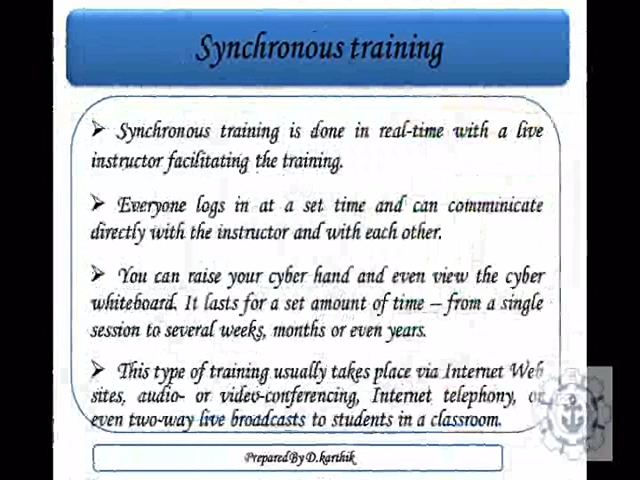 Synchronous training
➢ Synchronous training is done in real-time with a live
instructor facilitating the training.
➢ Everyone logs in at a set time and can communicate
directly with the instructor and with each other.
➢ You can raise your cyber hand and even view the cyber
whiteboard. It lasts for a set amount of time – from a single
session to several weeks, months or even years.
➢ This type of training usually takes place via Internet Web
sites, audio- or video-conferencing, Internet telephony, or
even two-way live broadcasts to students in a classroom.
Prepared By D.karthik